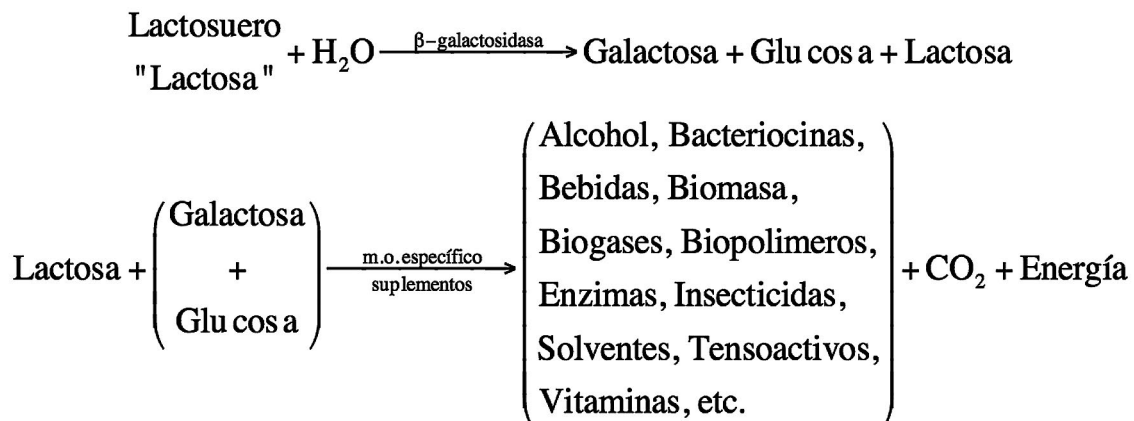 Lactosuero
"Lactosa"
+ H₂O β-galactosidasa Galactosa + Glu cos a + Lactosa
Lactosa +
Galactosa
+
Glu cos a
m.o.específico
suplementos
Alcohol, Bacteriocinas,
Bebidas, Biomasa,
Biogases, Biopolimeros,
Enzimas, Insecticidas,
Solventes, Tensoactivos,
Vitaminas, etc.
+ CO₂ + Energía